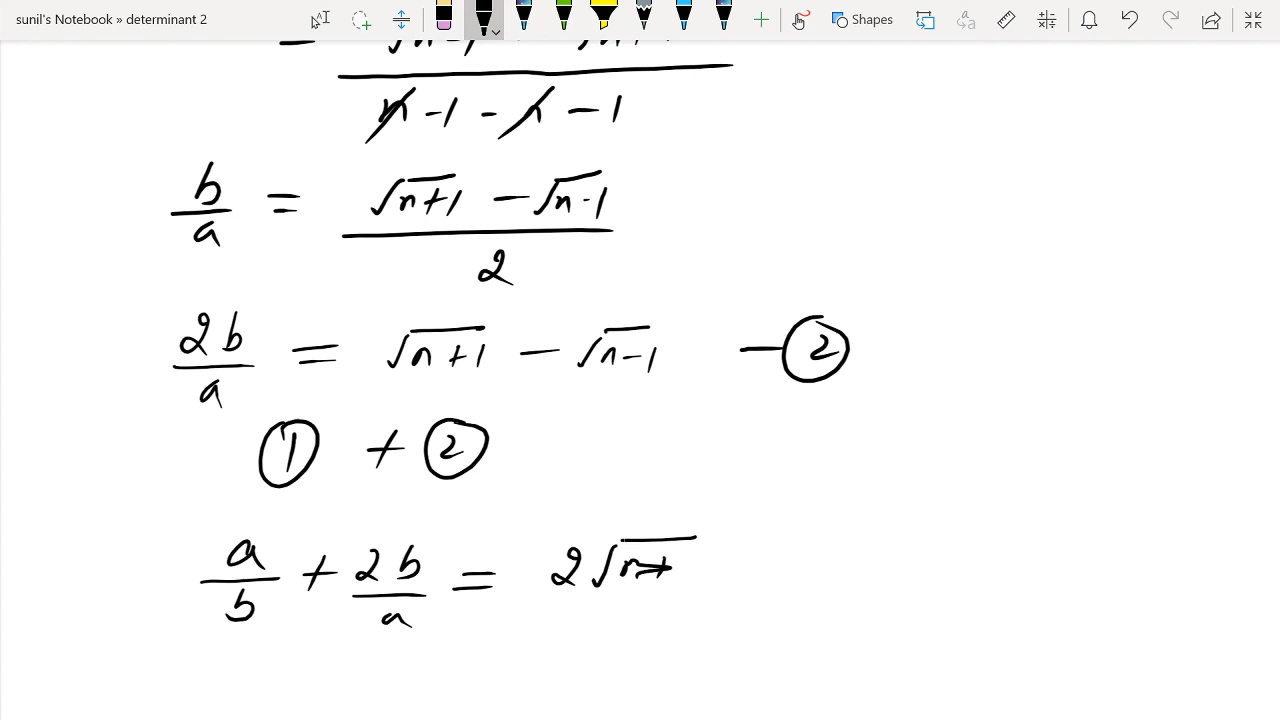 sunil's Notebook » determinant 2
Shapes
=
n - 1 - n - 1
b/a = (√n+1 - √n-1)/2
2b/a = √n+1 - √n-1 - ②
① + ②
a/b + 2b/a = 2√n+